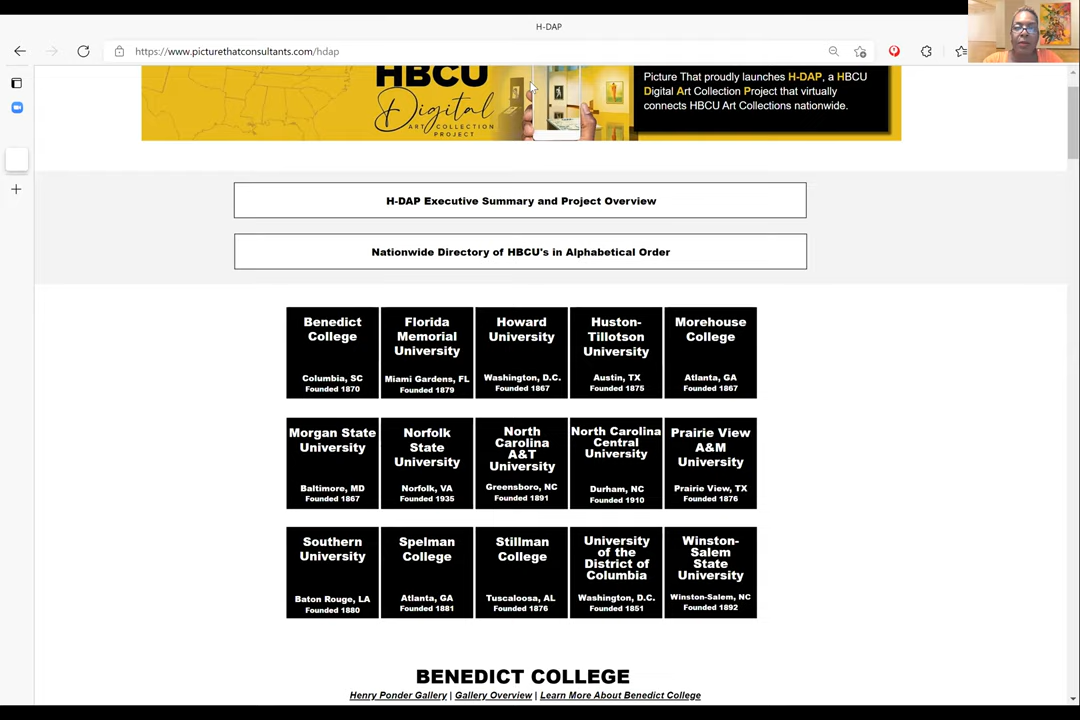 H-DAP
https://www.picturethatconsultants.com/hdap
HBCU
Digital
ART COLLECTION
PROJECT
Picture That proudly launches H-DAP, a HBCU
Digital Art Collection Project that virtually
connects HBCU Art Collections nationwide.
H-DAP Executive Summary and Project Overview
Nationwide Directory of HBCU's in Alphabetical Order
Benedict
College
Columbia, SC
Founded 1870
Florida
Memorial
University
Miami Gardens, FL
Founded 1879
Howard
University
Washington, D.C.
Founded 1867
Huston-
Tillotson
University
Austin, TX
Founded 1875
Morehouse
College
Atlanta, GA
Founded 1867
Morgan State
University
Baltimore, MD
Founded 1867
Norfolk
State
University
Norfolk, VA
Founded 1935
North
Carolina
A&T
University
Greensboro, NC
Founded 1891
North Carolina
Central
University
Durham, NC
Founded 1910
Prairie View
A&M
University
Prairie View, TX
Founded 1876
Southern
University
Baton Rouge, LA
Founded 1880
Spelman
College
Atlanta, GA
Founded 1881
Stillman
College
Tuscaloosa, AL
Founded 1876
University
of the
District of
Columbia
Washington, D.C.
Founded 1851
Winston-
Salem
State
University
Winston-Salem, NC
Founded 1892
BENEDICT COLLEGE
Henry Ponder Gallery | Gallery Overview | Learn More About Benedict College